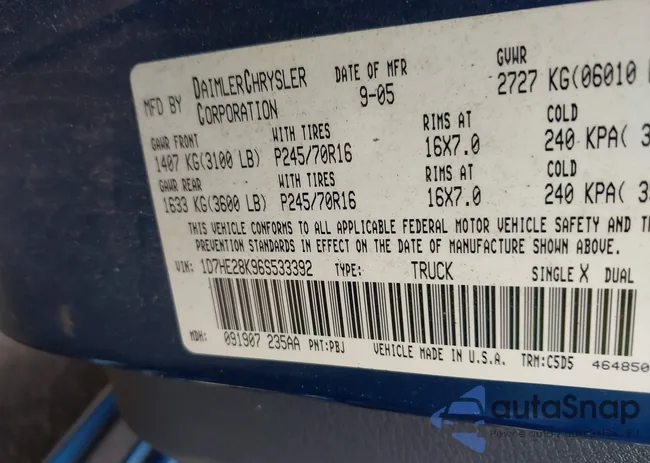 MFD BY DAIMLERCHRYSLER CORPORATION DATE OF MFR 9-05 GVWR 2727 KG(06010
GAWR FRONT WITH TIRES RIMS AT COLD
1407 KG(3100 LB) P245/70R16 16X7.0 240 KPA( 3
GAWR REAR WITH TIRES RIMS AT COLD
1633 KG(3600 LB) P245/70R16 16X7.0 240 KPA( 3
THIS VEHICLE CONFORMS TO ALL APPLICABLE FEDERAL MOTOR VEHICLE SAFETY AND
PREVENTION STANDARDS IN EFFECT ON THE DATE OF MANUFACTURE SHOWN ABOVE.
VIN: 1D7HE28K96S533392 TYPE: TRUCK SINGLE X DUAL
MDH: 091907 235AA PNT:PBJ VEHICLE MADE IN U.S.A. TRM:C5D5 464850
autoSnap
Powered by